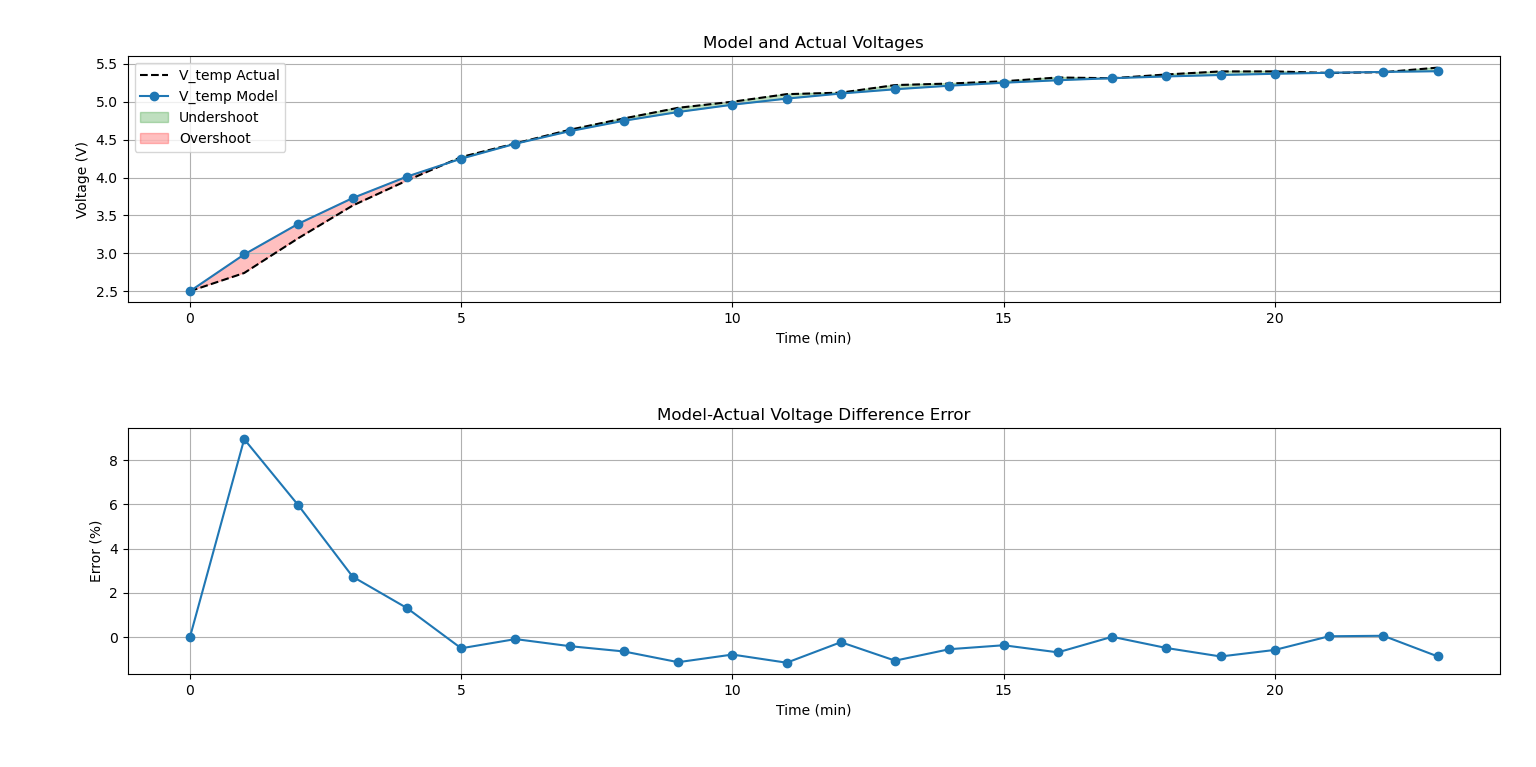 Model and Actual Voltages
5.5
5.0
4.5
4.0
3.5
3.0
2.5
Voltage (V)
V_temp Actual
V_temp Model
Undershoot
Overshoot
0 5 10 15 20
Time (min)
Model-Actual Voltage Difference Error
8
6
4
2
0
Error (%)
0 5 10 15 20
Time (min)